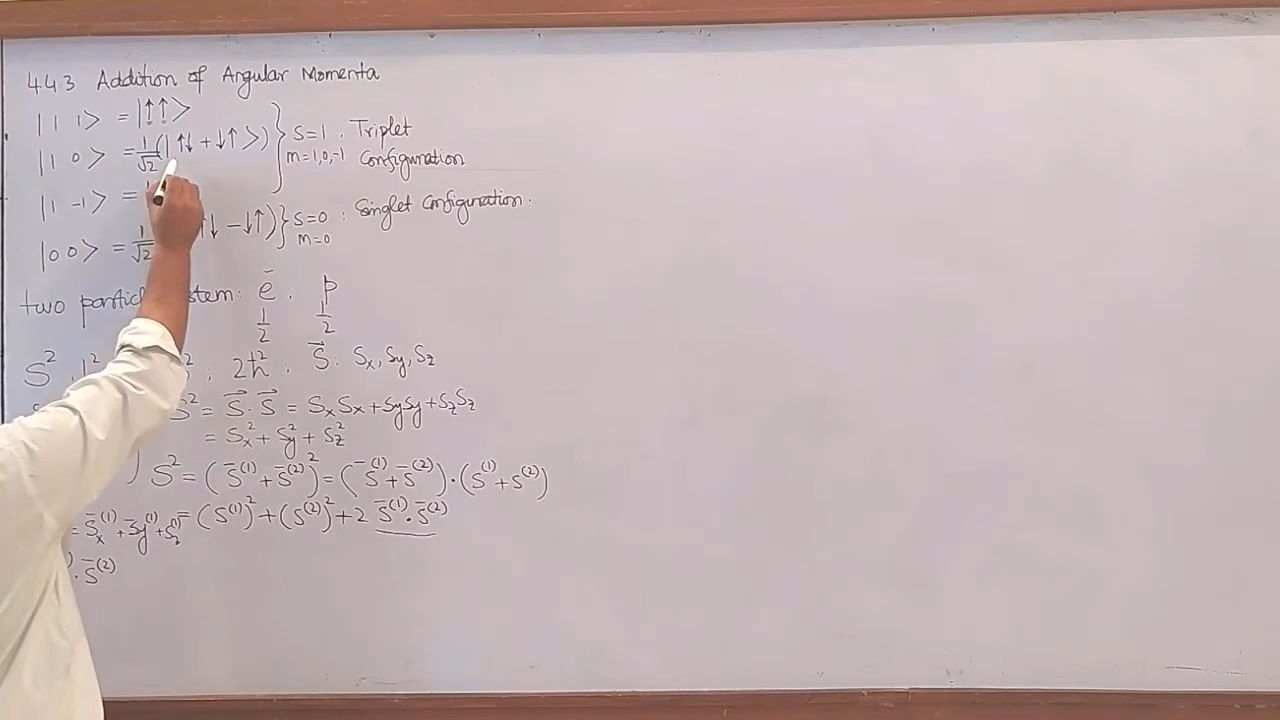 4.4.3 Addition of Angular Momenta
|1 1> = |↑↑>
|1 0> = 1/√2 (|↑↓ + ↓↑>) } S=1 : Triplet
m=1,0,-1 Configuration
|1 -1> =
|0 0> = 1/√2 ↑↓ - ↓↑) } S=0 : Singlet Configuration.
m=0
two partic stem: e⁻ : p
1/2 1/2
S² ² ; 2ħ² : S⃗ : Sx, Sy, Sz
S² = S⃗ . S⃗ = SxSx + SySy + SzSz
= Sx² + Sy² + Sz²
) S² = (S̄⁽¹⁾ + S̄⁽²⁾)² = (S̄⁽¹⁾ + S̄⁽²⁾) . (S⁽¹⁾ + S⁽²⁾)
= (S⁽¹⁾)² + (S⁽²⁾)² + 2 S̄⁽¹⁾ . S̄⁽²⁾
= S̄x⁽¹⁾ + S̄y⁽¹⁾ + Sz⁽¹⁾
) . S̄⁽²⁾